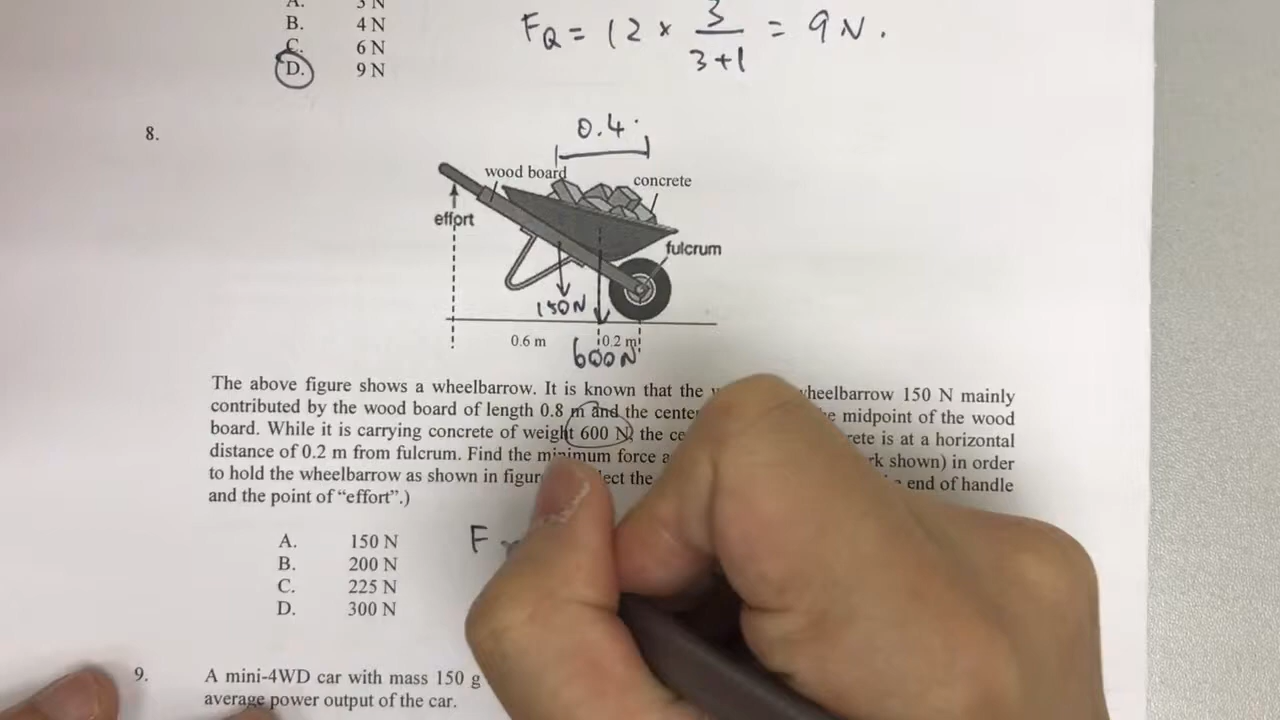 A. 3 N
B. 4 N
C. 6 N
D. 9 N
F_Q = 12 × 3/(3+1) = 9 N.
8.
0.4
wood board
concrete
effort
fulcrum
150N
0.6 m
0.2 m
600N
The above figure shows a wheelbarrow. It is known that the wheelbarrow 150 N mainly
contributed by the wood board of length 0.8 m and the midpoint of the wood
board. While it is carrying concrete of weight 600 N, the is at a horizontal
distance of 0.2 m from fulcrum. Find the minimum force shown) in order
to hold the wheelbarrow as shown in the end of handle
and the point of “effort”.)
A. 150 N
B. 200 N
C. 225 N
D. 300 N
F
9.
A mini-4WD car with mass 150 g
average power output of the car.